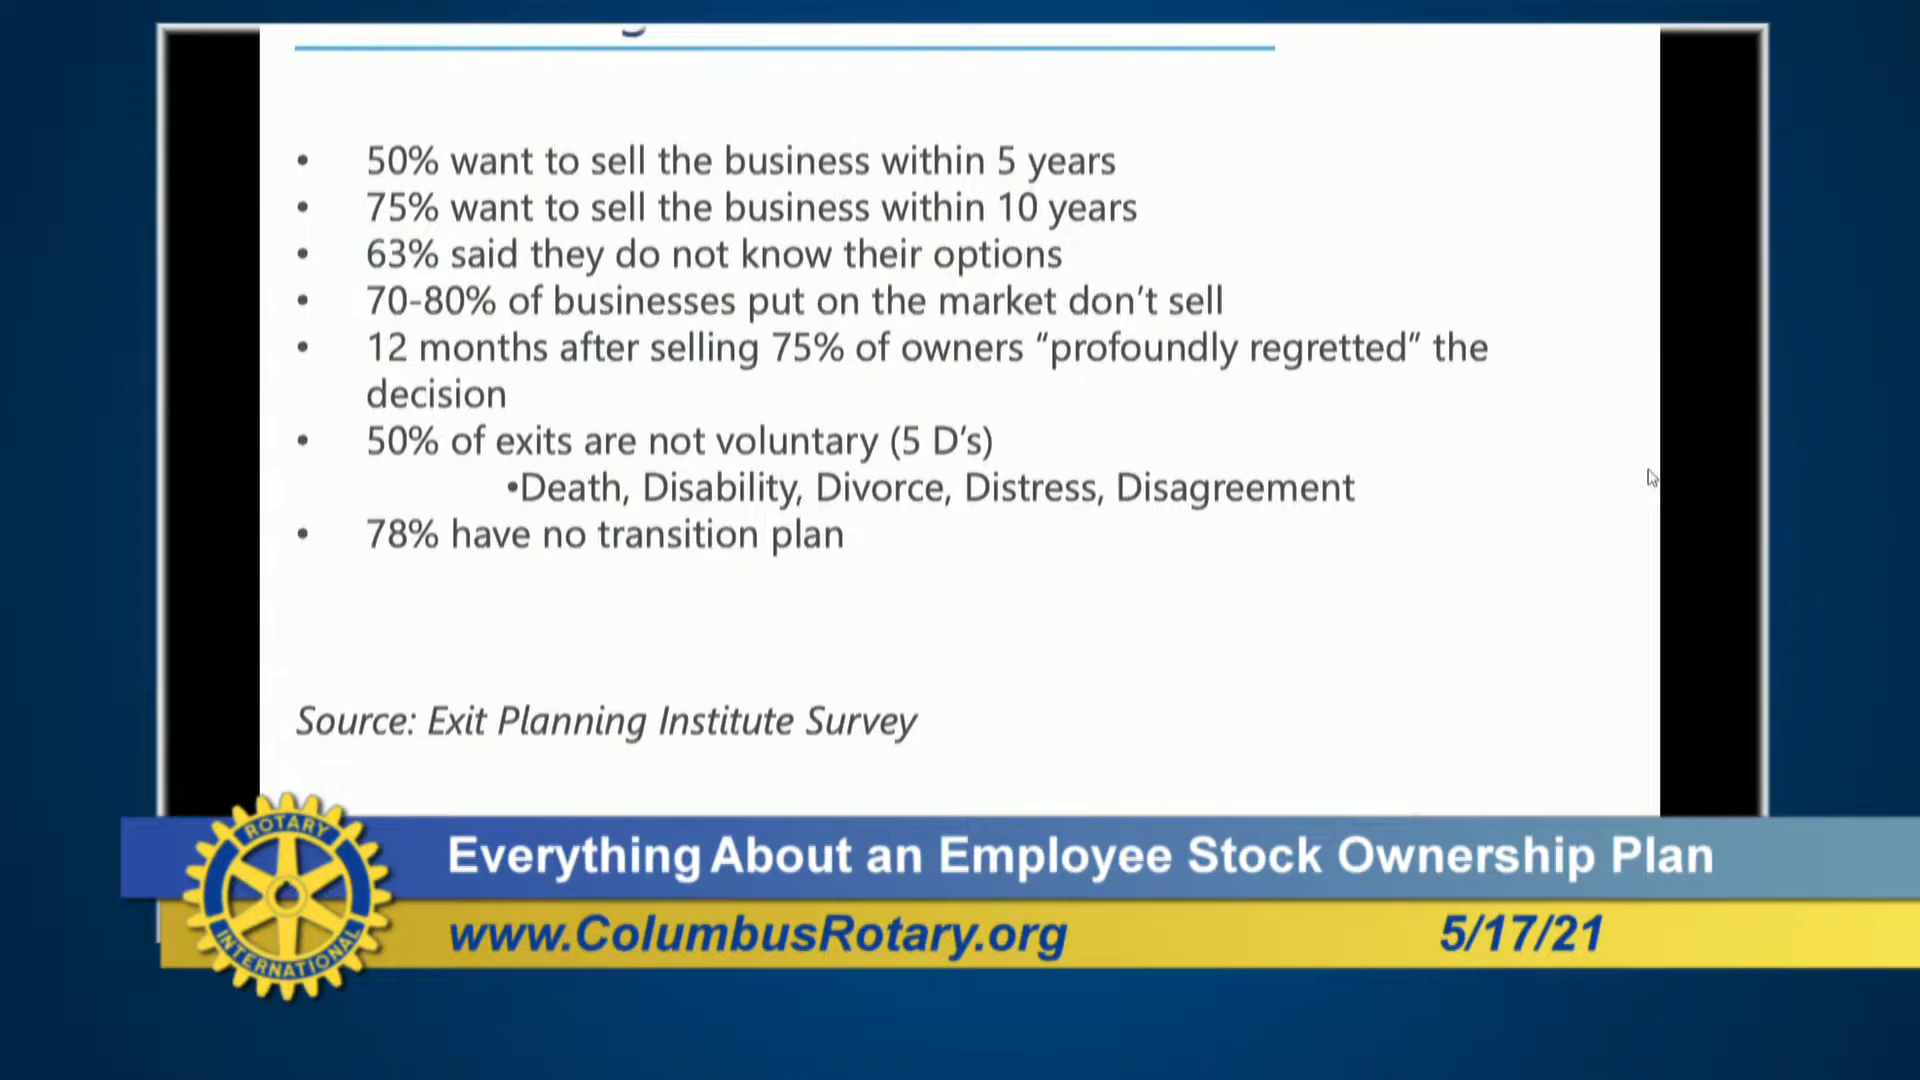 • 50% want to sell the business within 5 years
• 75% want to sell the business within 10 years
• 63% said they do not know their options
• 70-80% of businesses put on the market don’t sell
• 12 months after selling 75% of owners “profoundly regretted” the
decision
• 50% of exits are not voluntary (5 D’s)
•Death, Disability, Divorce, Distress, Disagreement
• 78% have no transition plan
Source: Exit Planning Institute Survey
ROTARY
INTERNATIONAL
Everything About an Employee Stock Ownership Plan
www.ColumbusRotary.org 5/17/21